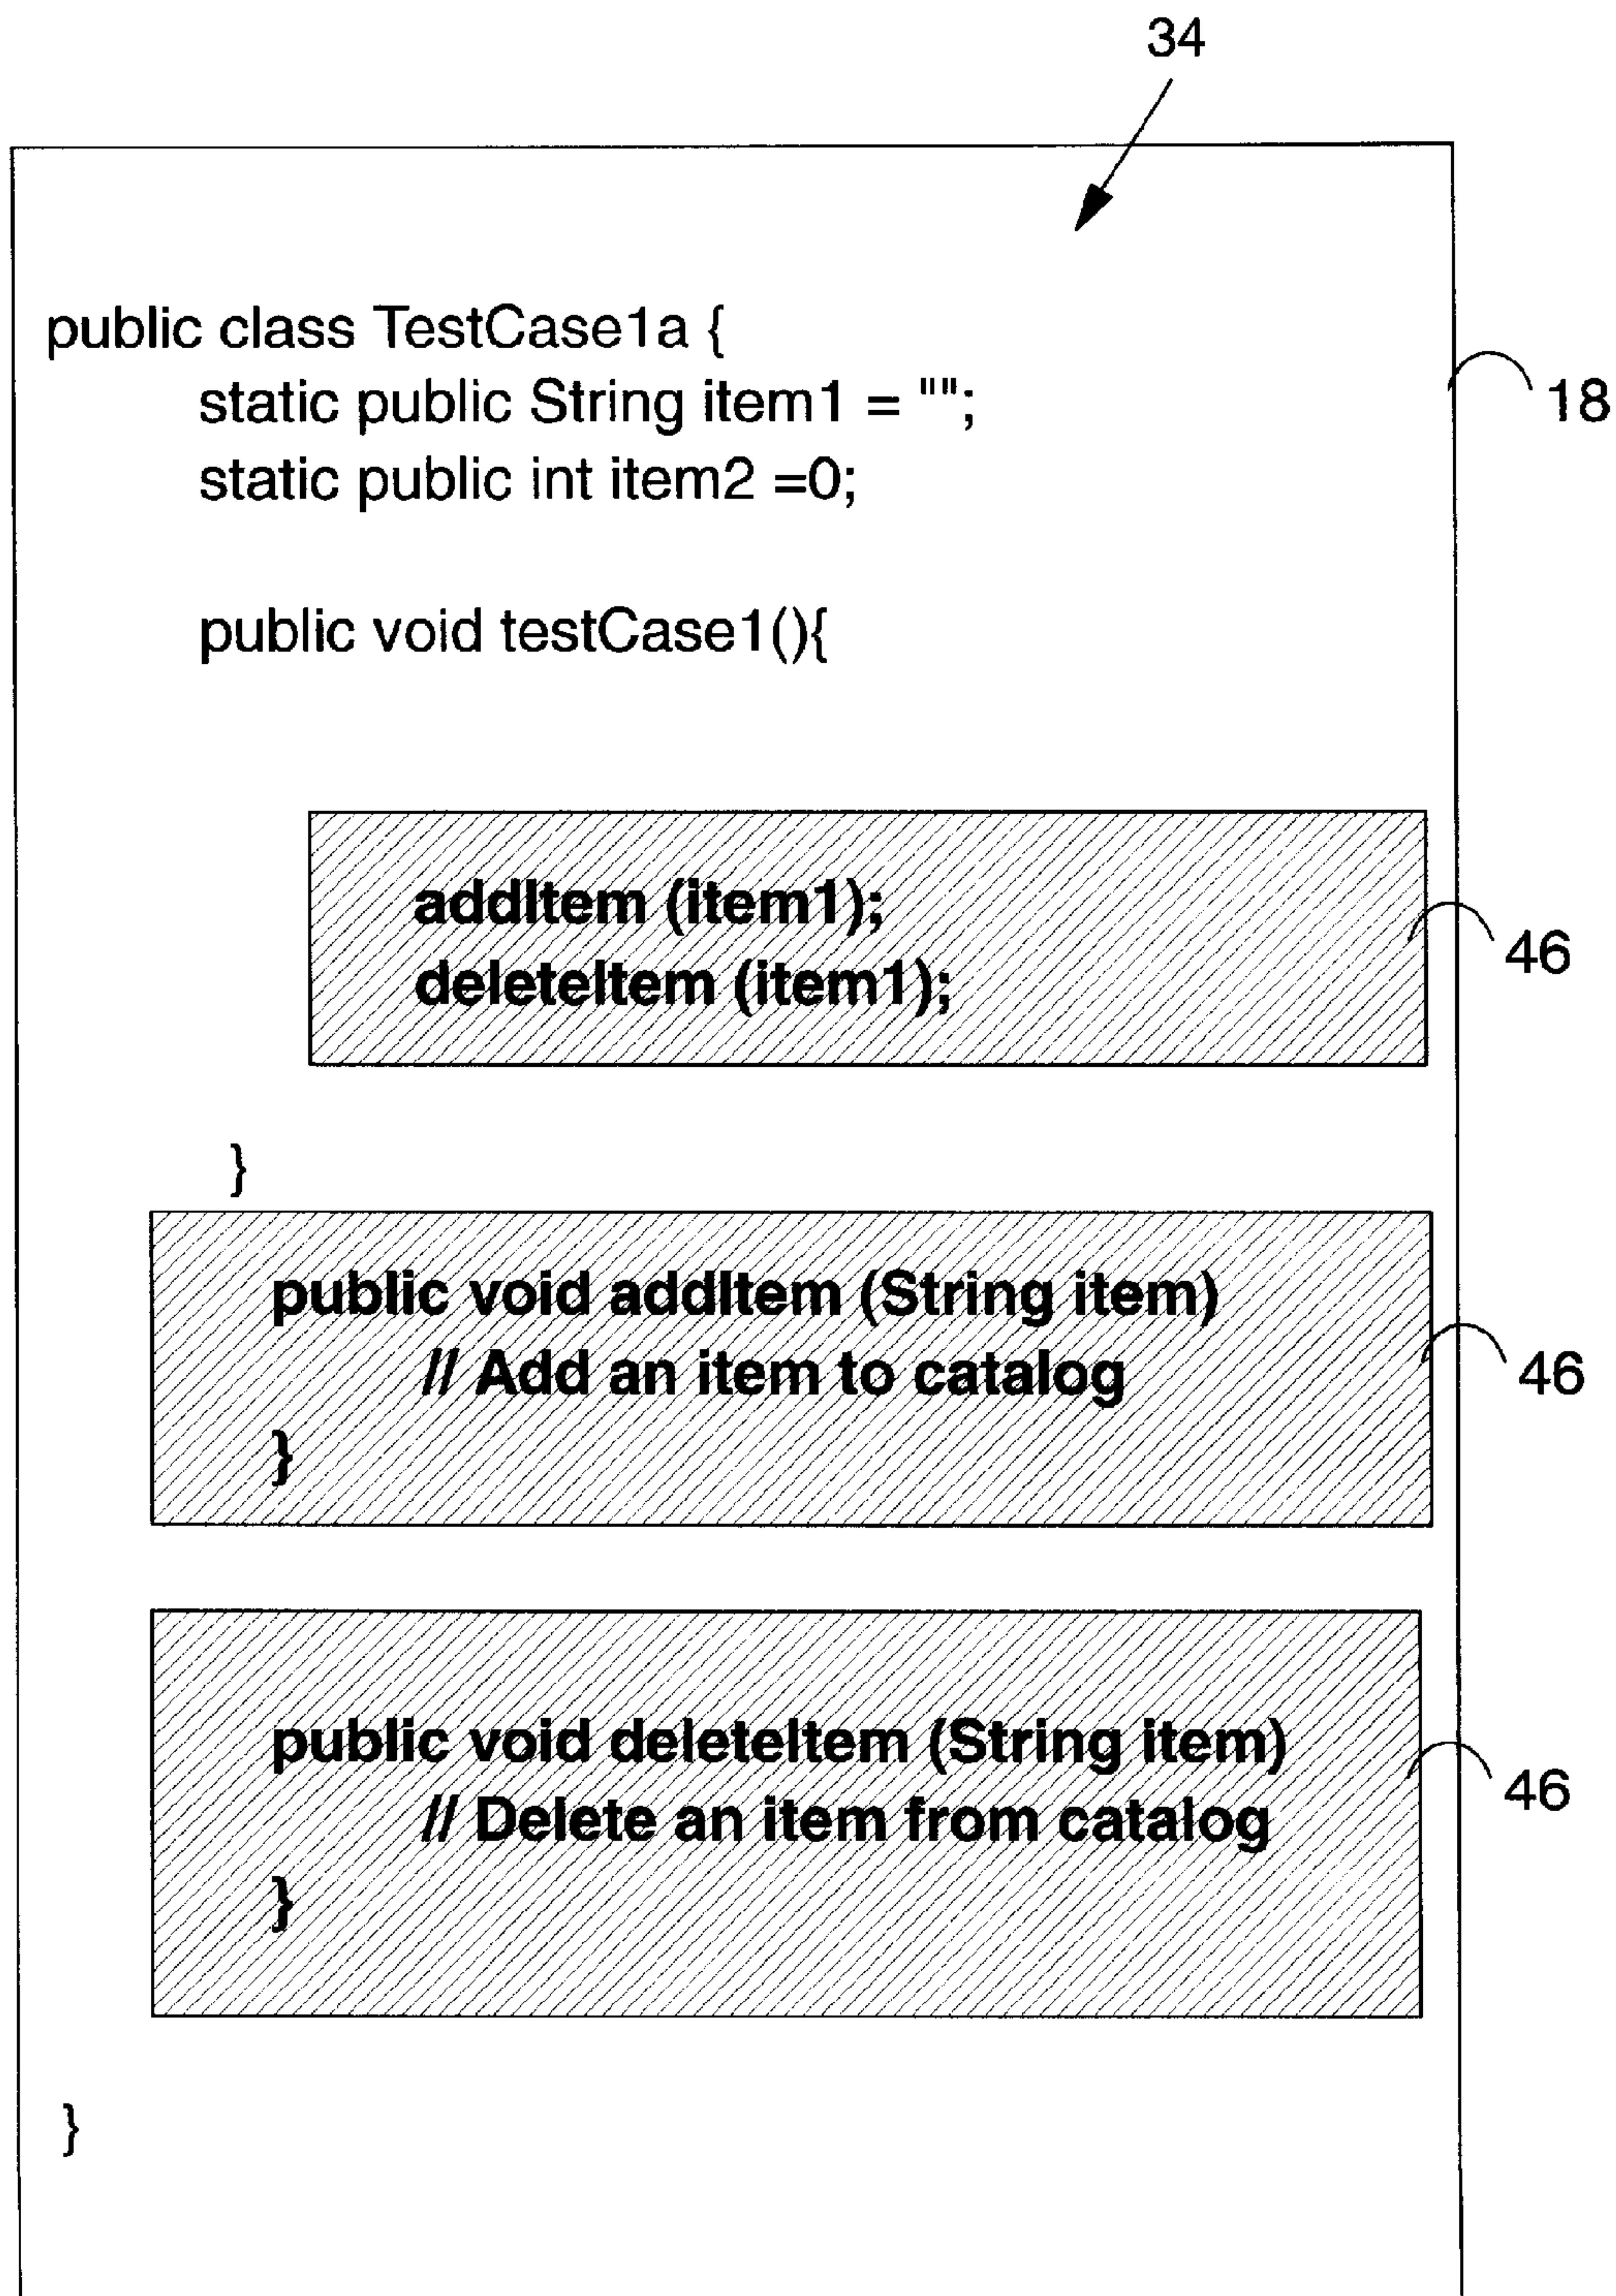 34
public class TestCase1a {
static public String item1 = "";
18
static public int item2 =0;
public void testCase1(){
addItem (item1);
46
deleteItem (item1);
}
public void addItem (String item)
// Add an item to catalog
46
}
public void deleteItem (String item)
46
// Delete an item from catalog
}
}